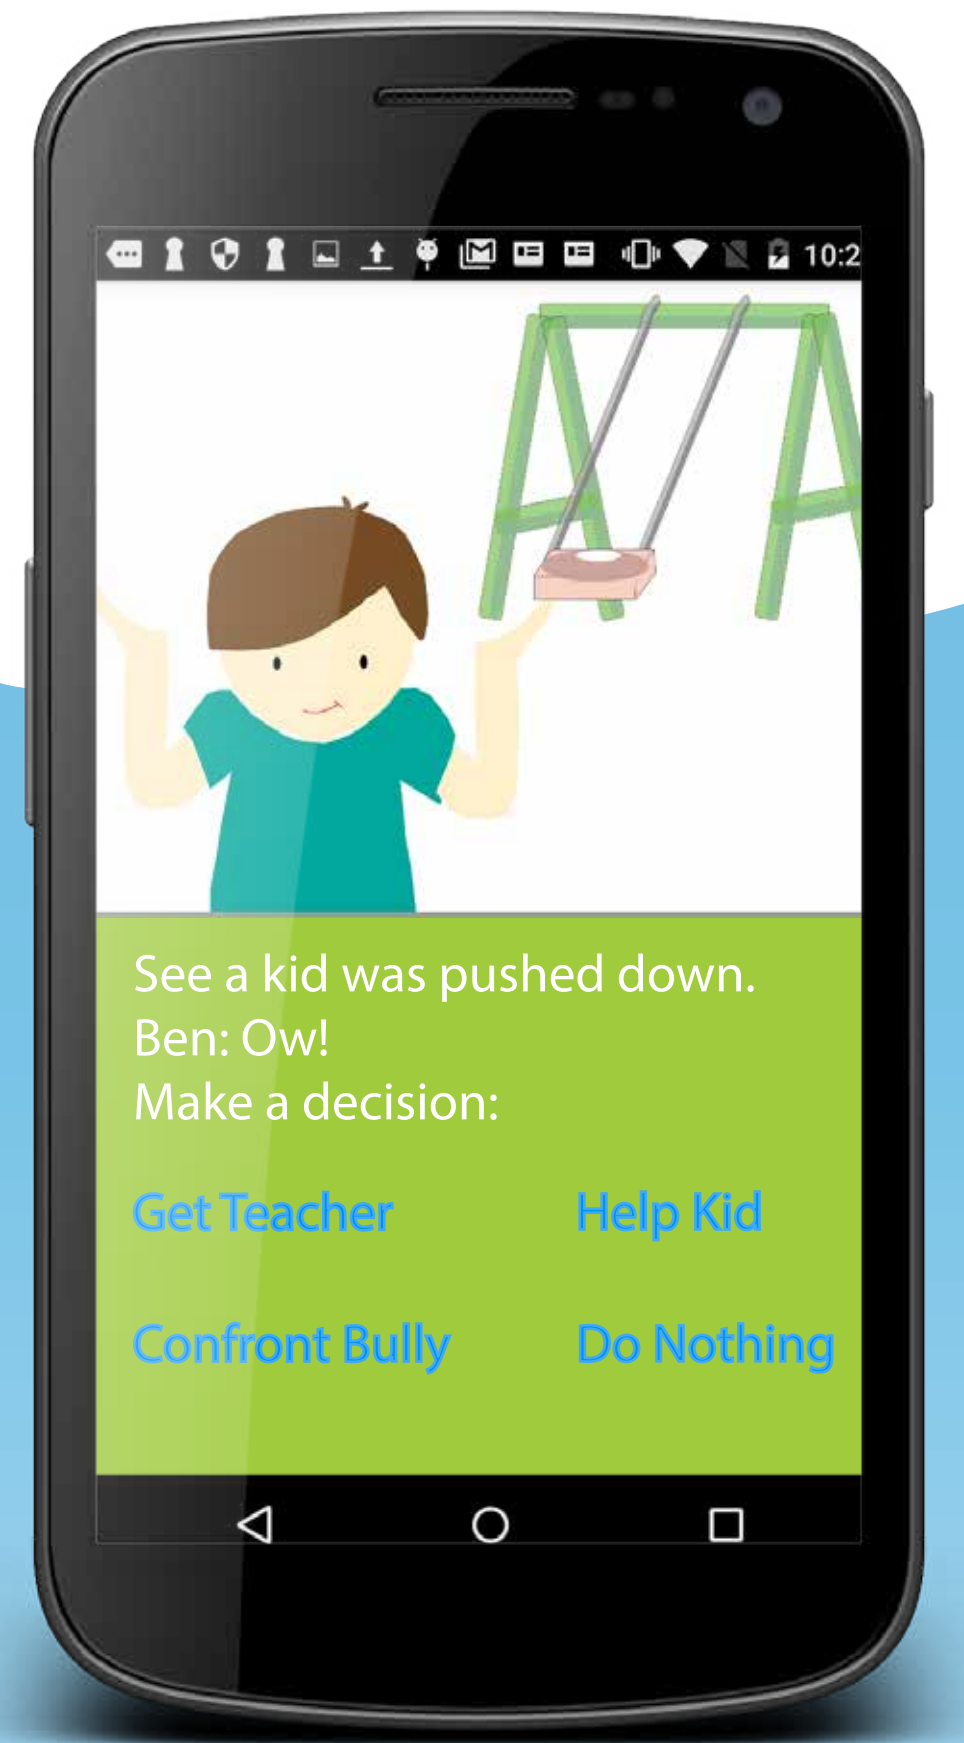 10:2
See a kid was pushed down.
Ben: Ow!
Make a decision:
Get Teacher
Help Kid
Confront Bully
Do Nothing